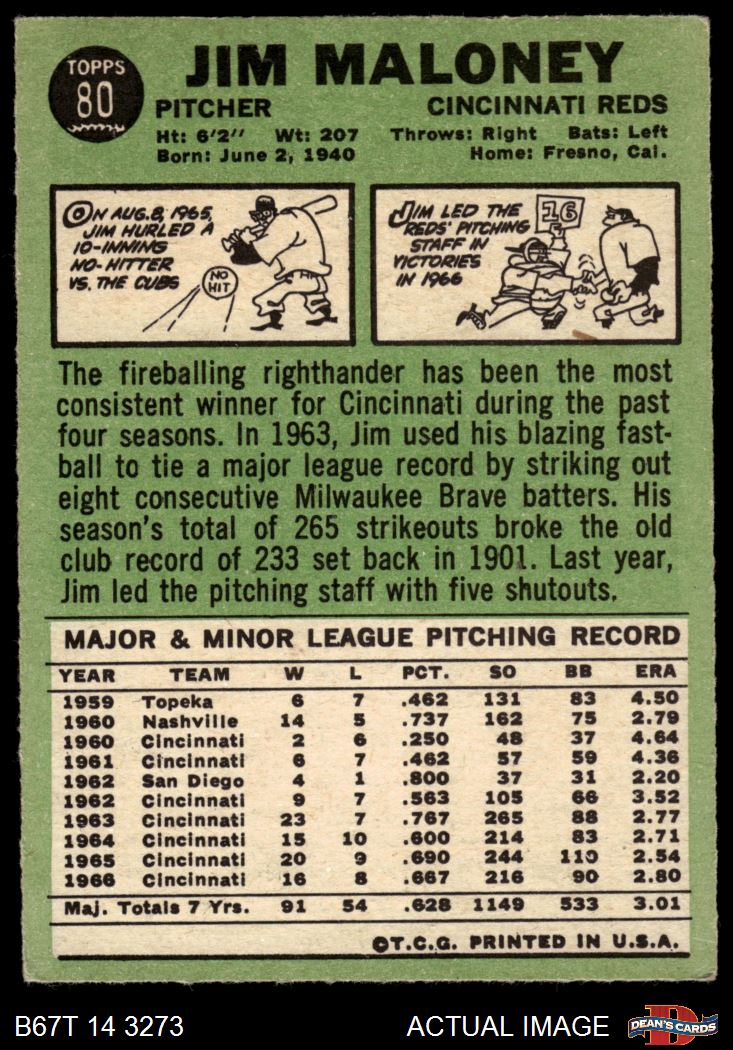 TOPPS
80
JIM MALONEY
PITCHER CINCINNATI REDS
Ht: 6'2" Wt: 207 Throws: Right Bats: Left
Born: June 2, 1940 Home: Fresno, Cal.
ON AUG. 8, 1965,
JIM HURLED A
10-INNING
NO-HITTER
VS. THE CUBS
NO
HIT
JIM LED THE
REDS' PITCHING
STAFF IN
VICTORIES
IN 1966
16
The fireballing righthander has been the most
consistent winner for Cincinnati during the past
four seasons. In 1963, Jim used his blazing fast-
ball to tie a major league record by striking out
eight consecutive Milwaukee Brave batters. His
season's total of 265 strikeouts broke the old
club record of 233 set back in 1901. Last year,
Jim led the pitching staff with five shutouts.
MAJOR & MINOR LEAGUE PITCHING RECORD
YEAR TEAM W L PCT. SO BB ERA
1959 Topeka 6 7 .462 131 83 4.50
1960 Nashville 14 5 .737 162 75 2.79
1960 Cincinnati 2 6 .250 48 37 4.64
1961 Cincinnati 6 7 .462 57 59 4.36
1962 San Diego 4 1 .800 37 31 2.20
1962 Cincinnati 9 7 .563 105 66 3.52
1963 Cincinnati 23 7 .767 265 88 2.77
1964 Cincinnati 15 10 .600 214 83 2.71
1965 Cincinnati 20 9 .690 244 110 2.54
1966 Cincinnati 16 8 .667 216 90 2.80
Maj. Totals 7 Yrs. 91 54 .628 1149 533 3.01
©T.C.G. PRINTED IN U.S.A.
B67T 14 3273 ACTUAL IMAGE
D
DEAN'S CARDS